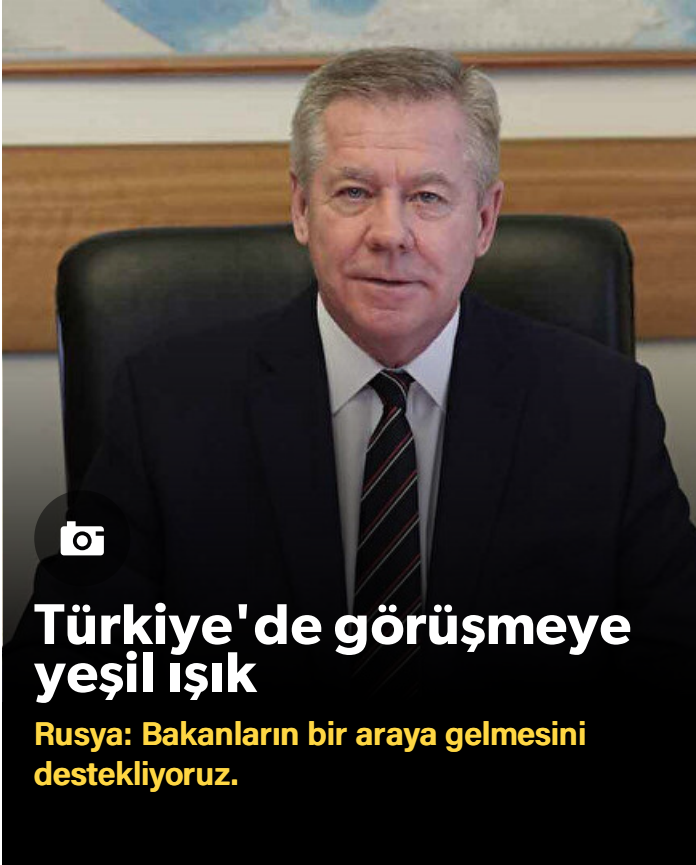 Türkiye'de görüşmeye
yeşil ışık
Rusya: Bakanların bir araya gelmesini
destekliyoruz.